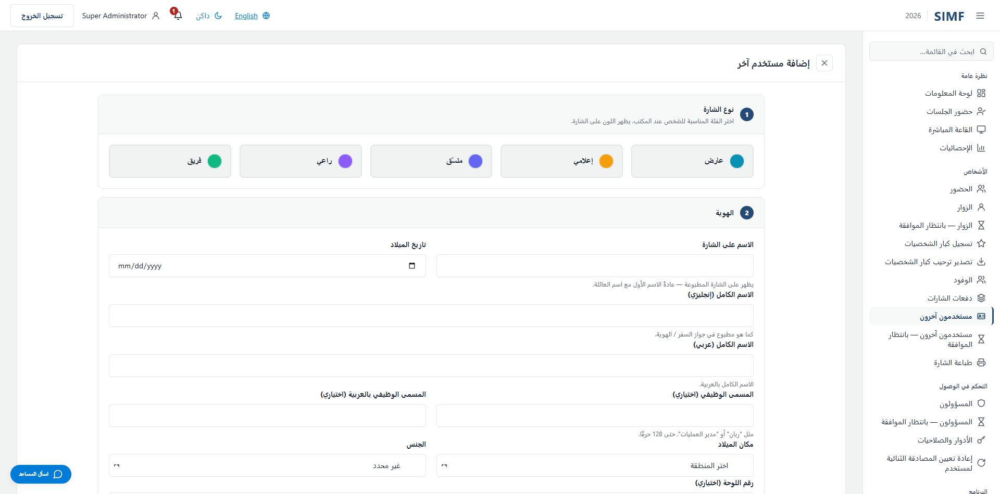 SIMF
2026
English
داكن
1
Super Administrator
تسجيل الخروج
ابحث في القائمة...
نظرة عامة
لوحة المعلومات
حضور الجلسات
القاعة المباشرة
الإحصائيات
الأشخاص
الحضور
الزوار
الزوار — بانتظار الموافقة
تسجيل كبار الشخصيات
تصدير ترحيب كبار الشخصيات
الوفود
دفعات الشارات
مستخدمون آخرون
مستخدمون آخرون — بانتظار
الموافقة
طباعة الشارة
التحكم في الوصول
المسؤولون
المسؤولون — بانتظار الموافقة
الأدوار والصلاحيات
إعادة تعيين المصادقة الثنائية
لمستخدم
البرنامج
إضافة مستخدم آخر
1
نوع الشارة
اختر الفئة المناسبة للشخص عند المكتب. يظهر اللون على الشارة.
عارض
إعلامي
منسّق
راعي
فريق
2
الهوية
الاسم على الشارة
تاريخ الميلاد
mm/dd/yyyy
يظهر على الشارة المطبوعة — عادةً الاسم الأول مع اسم العائلة.
الاسم الكامل (إنجليزي)
كما هو مطبوع في جواز السفر / الهوية.
الاسم الكامل (عربي)
الاسم الكامل بالعربية.
المسمى الوظيفي (اختياري)
المسمى الوظيفي بالعربية (اختياري)
مثل "ربان" أو "مدير العمليات". حتى 128 حرفًا.
مكان الميلاد
الجنس
اختر المنطقة
غير محدد
رقم اللوحة (اختياري)
اسأل المساعد